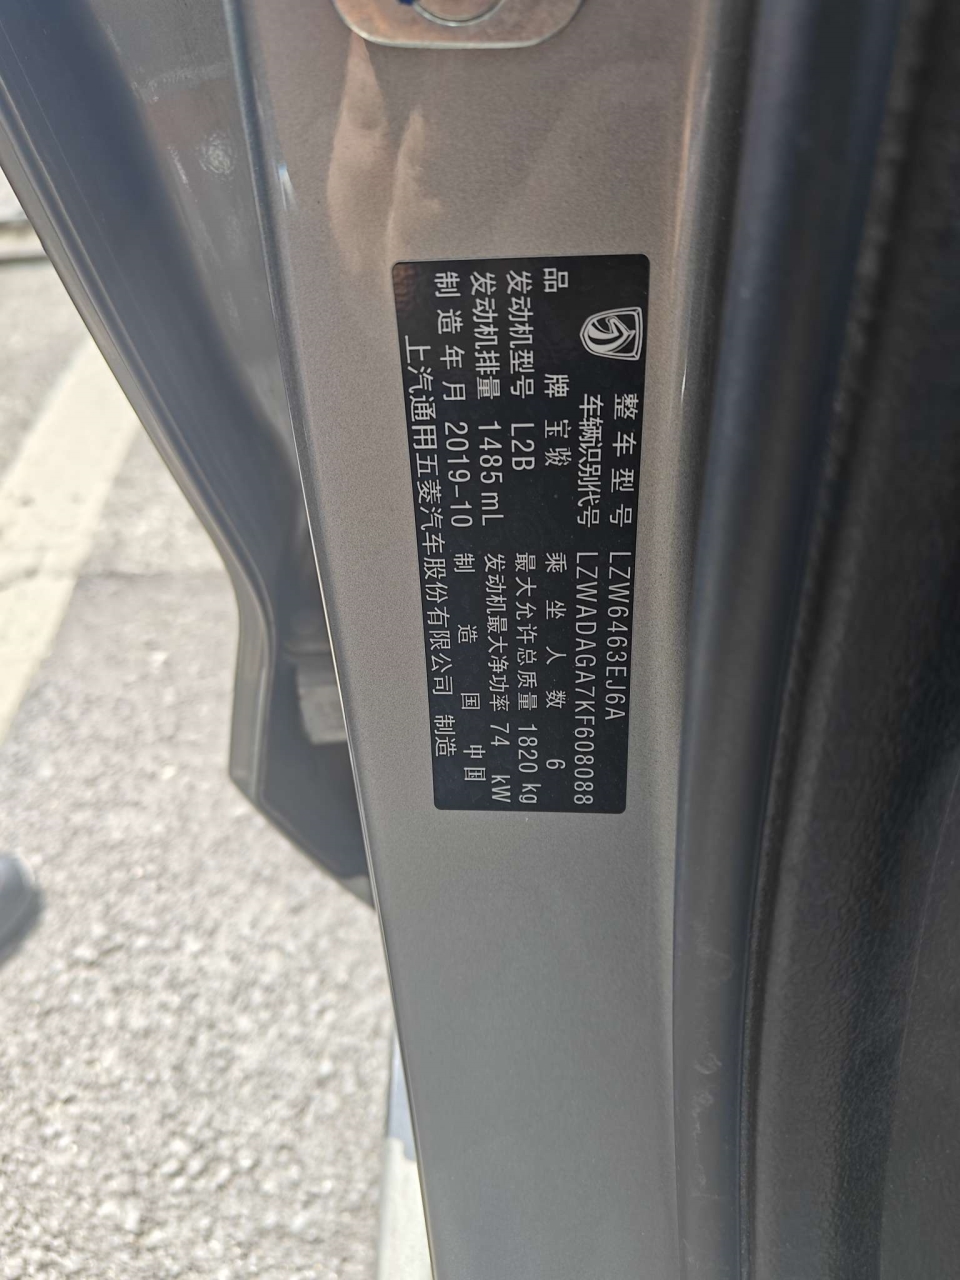 整车型号 LZW6463EJ6A
车辆识别代号 LZWADAGA7KF608088
品牌 宝骏 乘坐人数 6
发动机型号 L2B 最大允许总质量 1820 kg
发动机排量 1485 mL 发动机最大净功率 74 kW
制造年月 2019-10 制造国 中国
上汽通用五菱汽车股份有限公司 制造